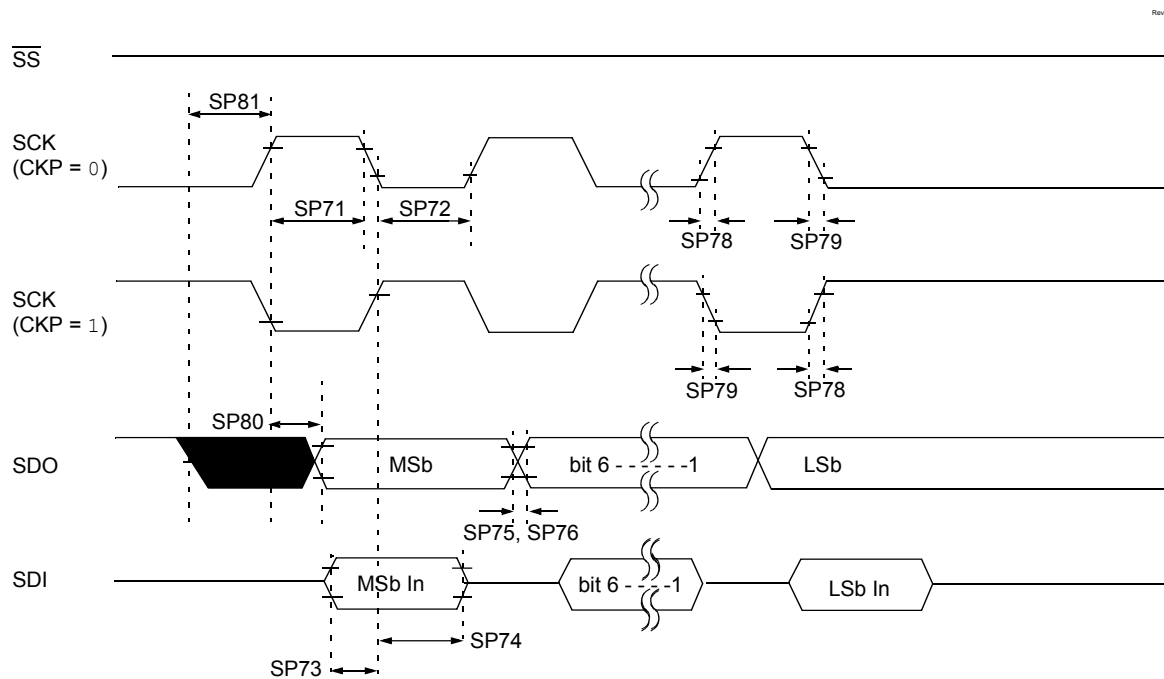 Rev
SS
SP81
SCK
(CKP = 0)
SP71
SP72
SP78
SP79
SCK
(CKP = 1)
SP79
SP78
SP80
SDO
MSb
bit 6 - - - - - -1
LSb
SP75, SP76
SDI
MSb In
bit 6 - - - -1
LSb In
SP74
SP73